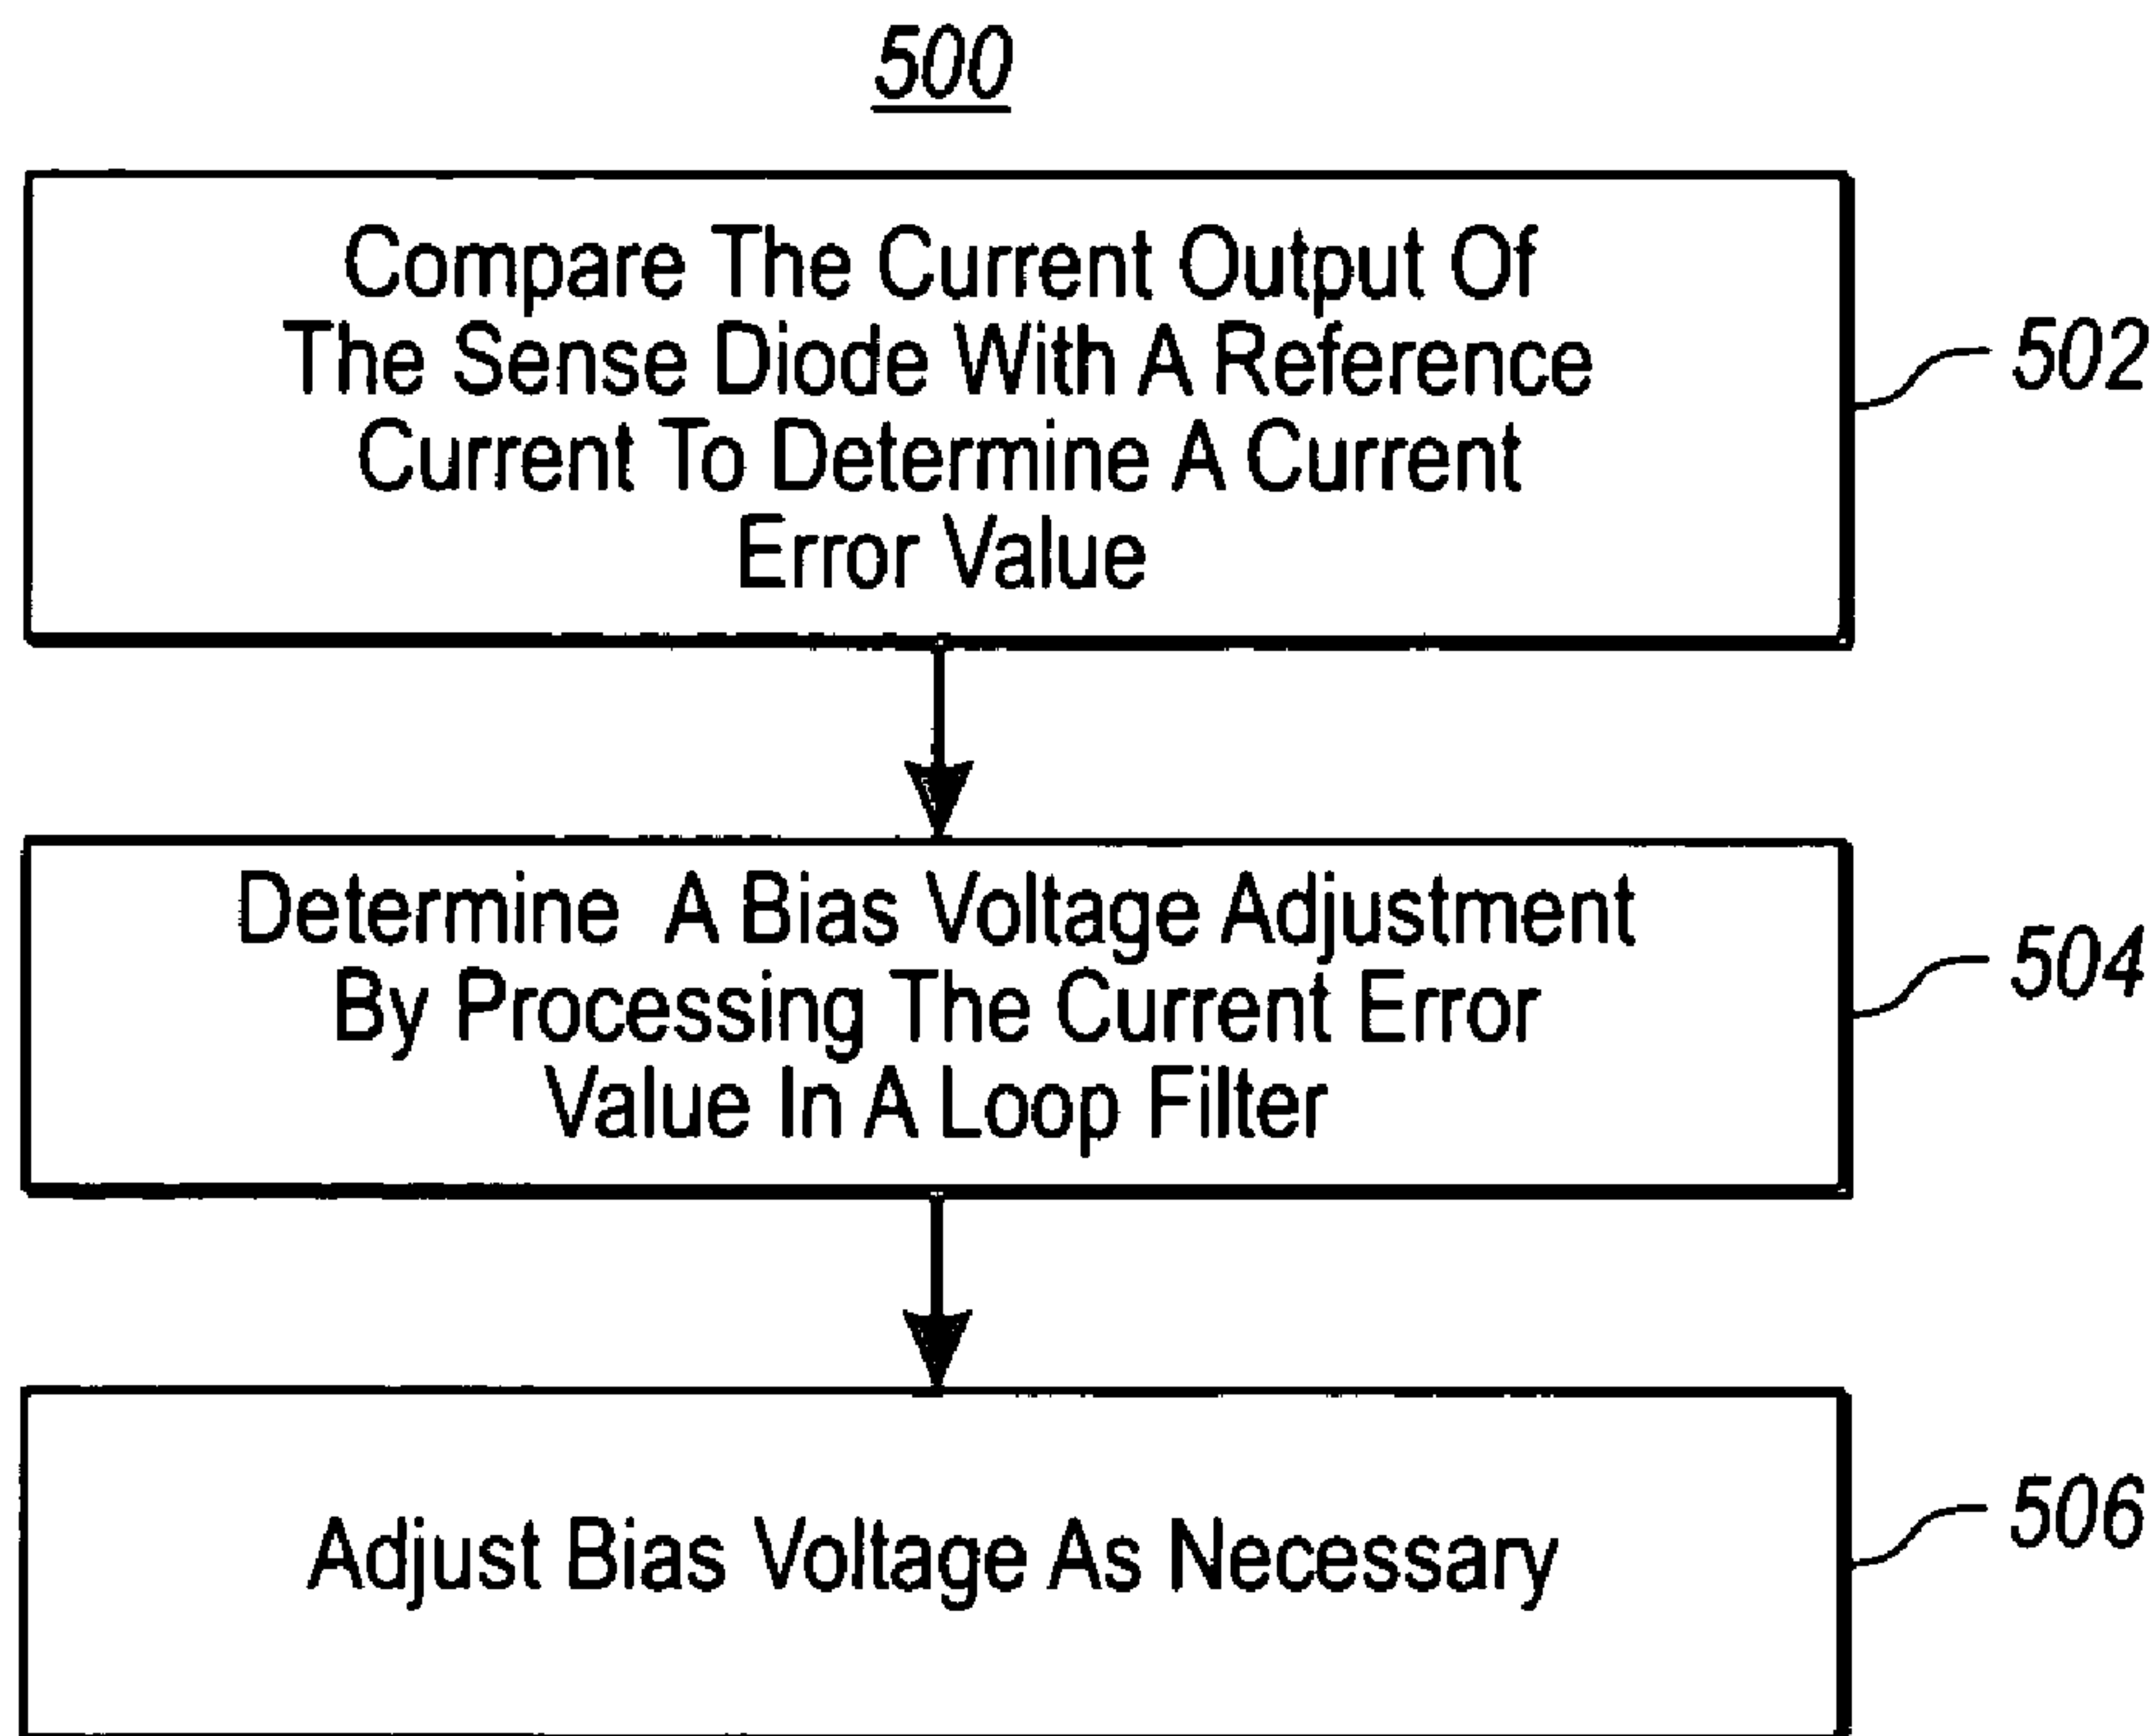 500
Compare The Current Output Of
The Sense Diode With A Reference
Current To Determine A Current
Error Value
502
Determine A Bias Voltage Adjustment
By Processing The Current Error
Value In A Loop Filter
504
Adjust Bias Voltage As Necessary
506